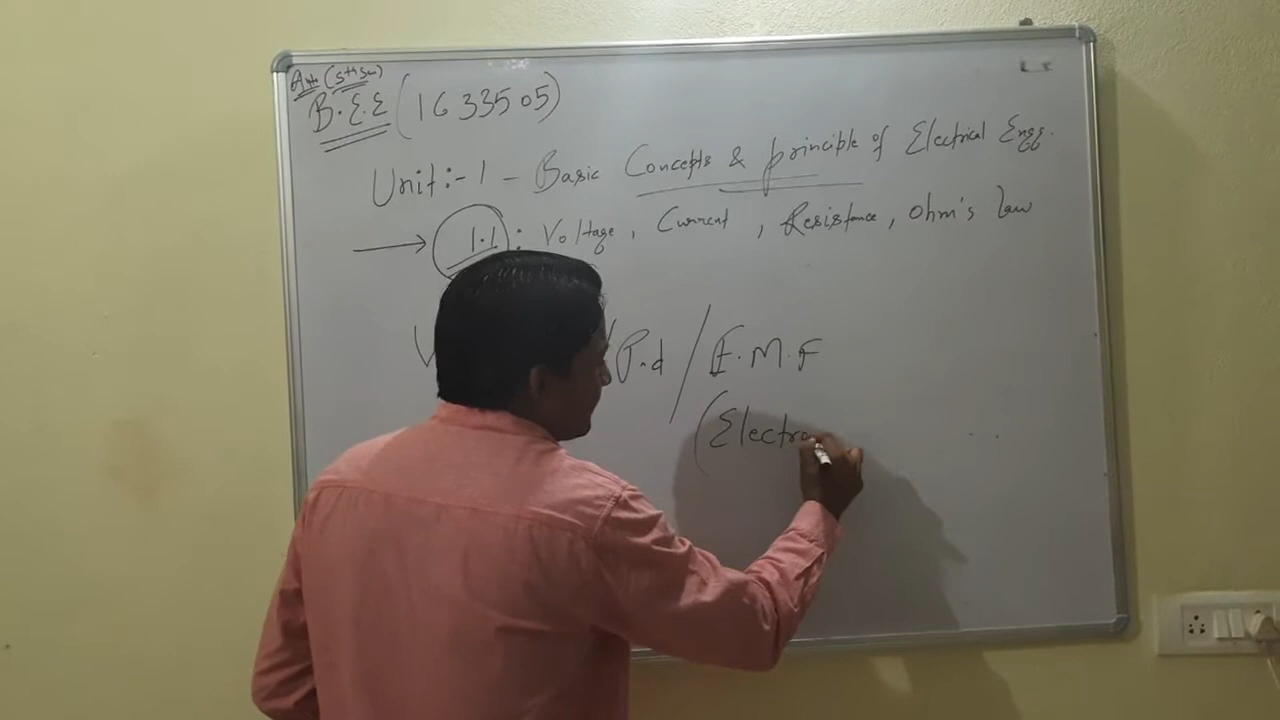 (5th Sem)
B.E.E (1633505)
Unit:-1 - Basic Concepts & principle of Electrical Engg.
1.1 : Voltage, Current, Resistance, Ohm's law
V P.d / E.M.F
(Electro